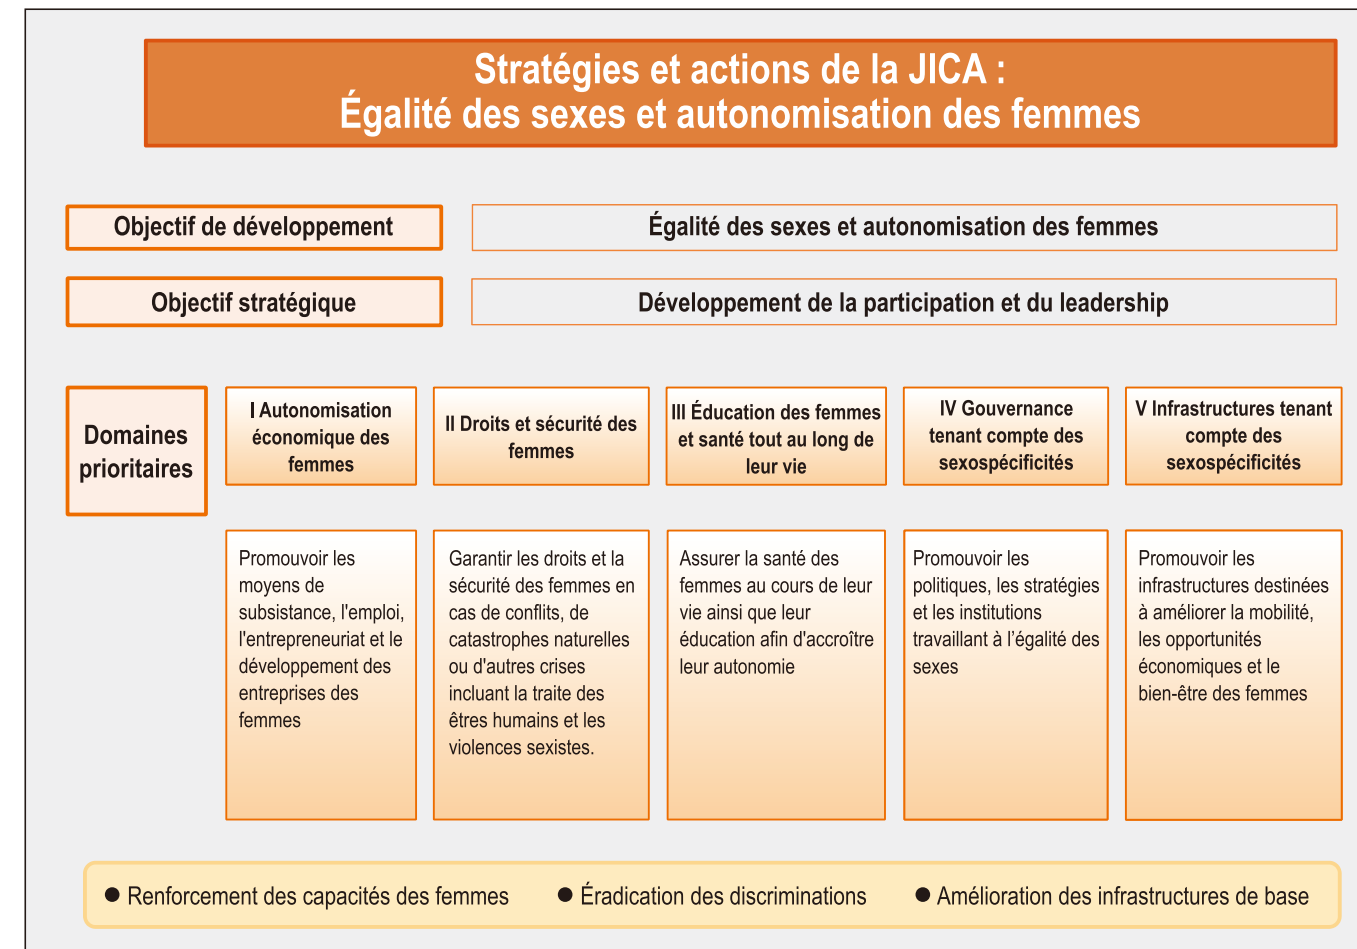 Stratégies et actions de la JICA :
Égalité des sexes et autonomisation des femmes
Objectif de développement
Égalité des sexes et autonomisation des femmes
Objectif stratégique
Développement de la participation et du leadership
Domaines
prioritaires
I Autonomisation
économique des
femmes
II Droits et sécurité des
femmes
III Éducation des femmes
et santé tout au long de
leur vie
IV Gouvernance
tenant compte des
sexospécificités
V Infrastructures tenant
compte des
sexospécificités
Promouvoir les
moyens de
subsistance, l'emploi,
l'entrepreneuriat et le
développement des
entreprises des
femmes
Garantir les droits et la
sécurité des femmes en
cas de conflits, de
catastrophes naturelles
ou d'autres crises
incluant la traite des
êtres humains et les
violences sexistes.
Assurer la santé des
femmes au cours de leur
vie ainsi que leur
éducation afin d'accroître
leur autonomie
Promouvoir les
politiques, les stratégies
et les institutions
travaillant à l’égalité des
sexes
Promouvoir les
infrastructures destinées
à améliorer la mobilité,
les opportunités
économiques et le
bien-être des femmes
● Renforcement des capacités des femmes ● Éradication des discriminations ● Amélioration des infrastructures de base